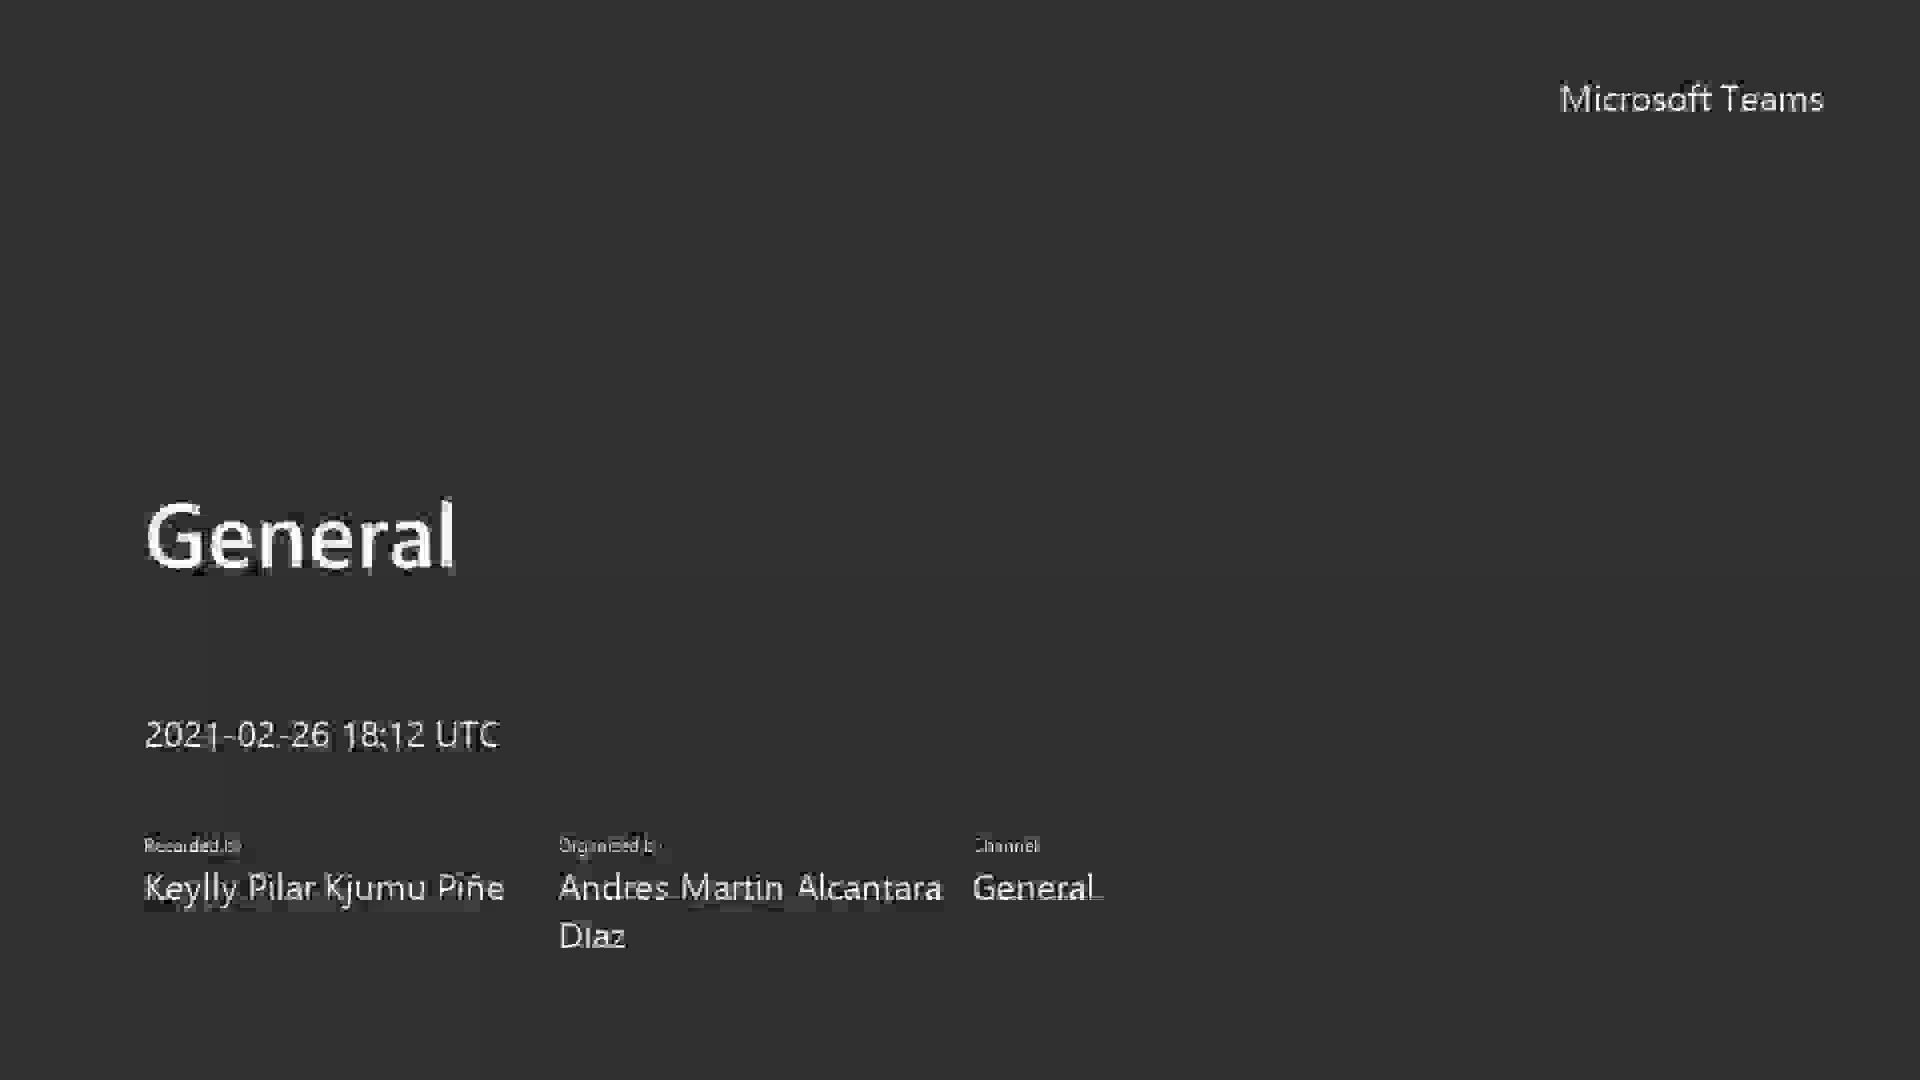 Microsoft Teams
General
2021-02-26 18:12 UTC
Recorded by
Organized by
Channel
Keylly Pilar Kjumu Piñe
Andres Martin Alcantara
Diaz
General